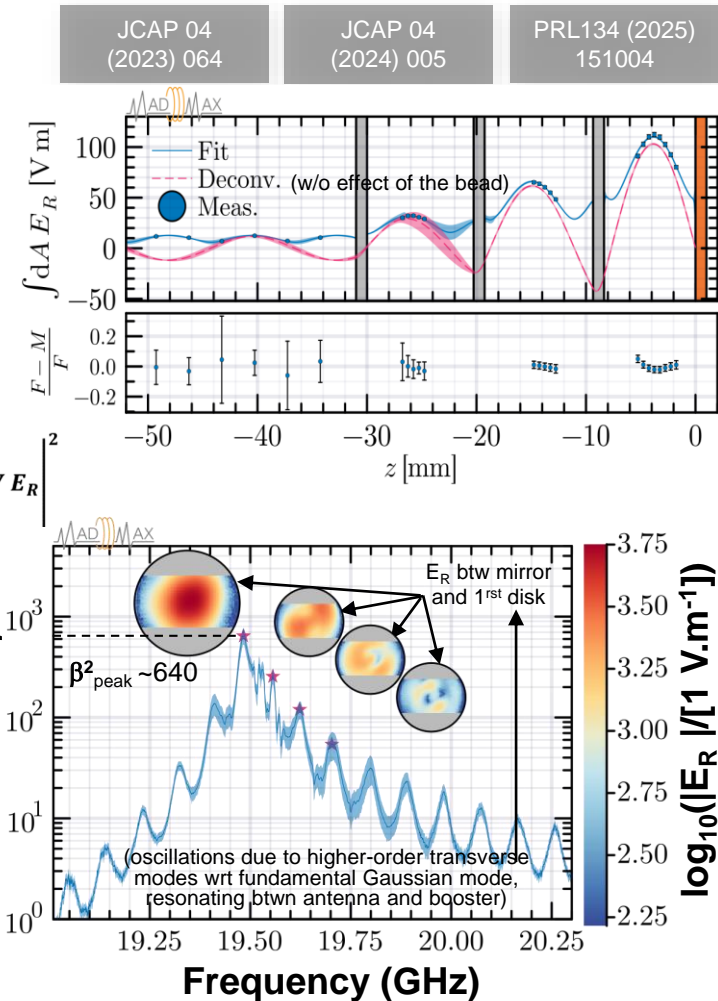 JCAP 04
(2023) 064
JCAP 04
(2024) 005
PRL134 (2025)
151004
MAD MAX
∫dA E_R [V m]
100
50
0
−50
Fit
Deconv. (w/o effect of the bead)
Meas.
F − M
F
0.2
0.0
−0.2
−50 −40 −30 −20 −10 0
z [mm]
E_R |²
MAD MAX
10³
10²
10¹
10⁰
β²peak ~640
E_R btw mirror
and 1rst disk
(oscillations due to higher-order transverse
modes wrt fundamental Gaussian mode,
resonating btwn antenna and booster)
19.25 19.50 19.75 20.00 20.25
Frequency (GHz)
3.75
3.50
3.25
3.00
2.75
2.50
2.25
log10(|E_R |/[1 V.m-1])